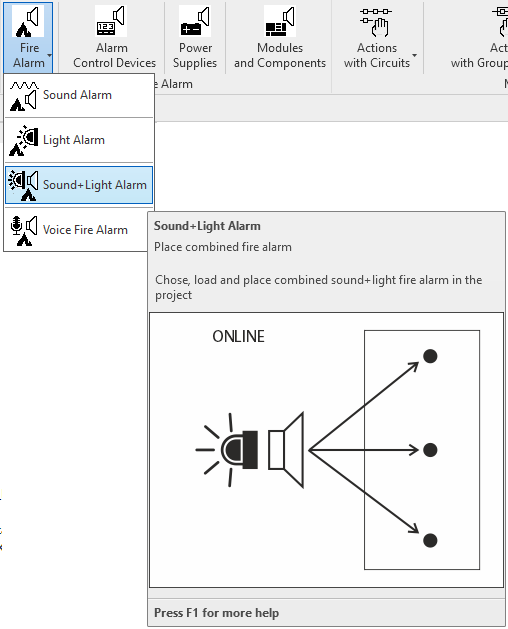 Fire
Alarm
Alarm
Control Devices
Power
Supplies
Modules
and Components
Actions
with Circuits
with Group
e Alarm
123
Sound Alarm
Light Alarm
Sound+Light Alarm
Voice Fire Alarm
Sound+Light Alarm
Place combined fire alarm
Chose, load and place combined sound+light fire alarm in the
project
ONLINE
Press F1 for more help